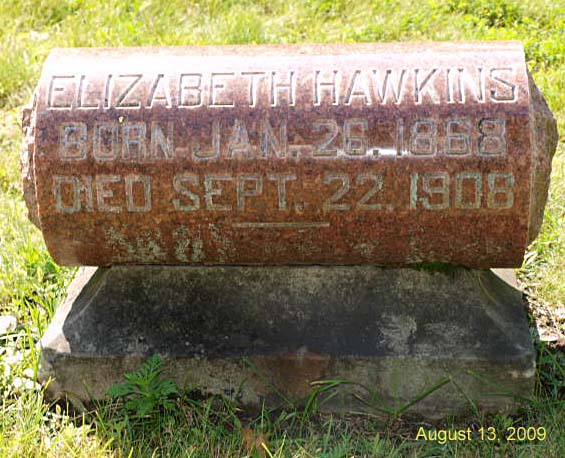 ELIZABETH HAWKINS
BORN JAN. 26. 1868
DIED SEPT. 22. 1908
August 13, 2009